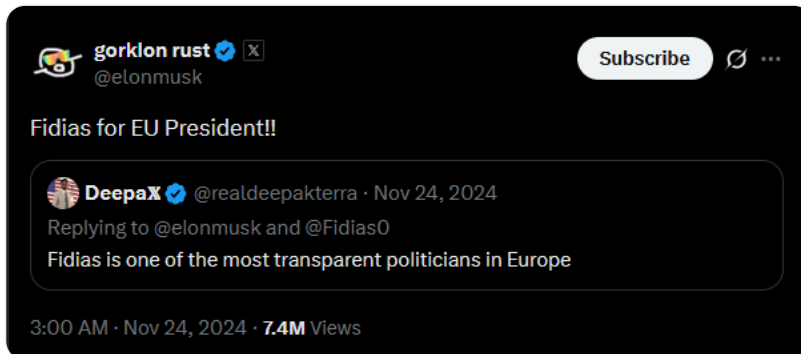 gorklon rust
@elonmusk
Subscribe
Fidias for EU President!!
DeepaX @realdeepakterra · Nov 24, 2024
Replying to @elonmusk and @Fidias0
Fidias is one of the most transparent politicians in Europe
3:00 AM · Nov 24, 2024 · 7.4M Views